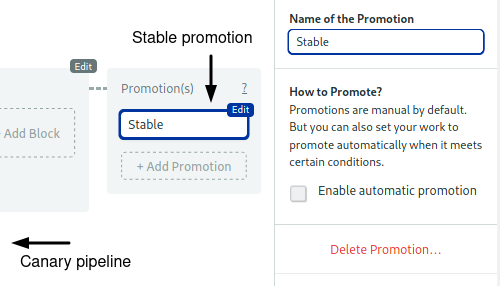 Stable promotion
Edit
Promotion(s) ?
Edit
Stable
+ Add Block
+ Add Promotion
Canary pipeline
Name of the Promotion
Stable
How to Promote?
Promotions are manual by default.
But you can also set your work to
promote automatically when it meets
certain conditions.
Enable automatic promotion
Delete Promotion...